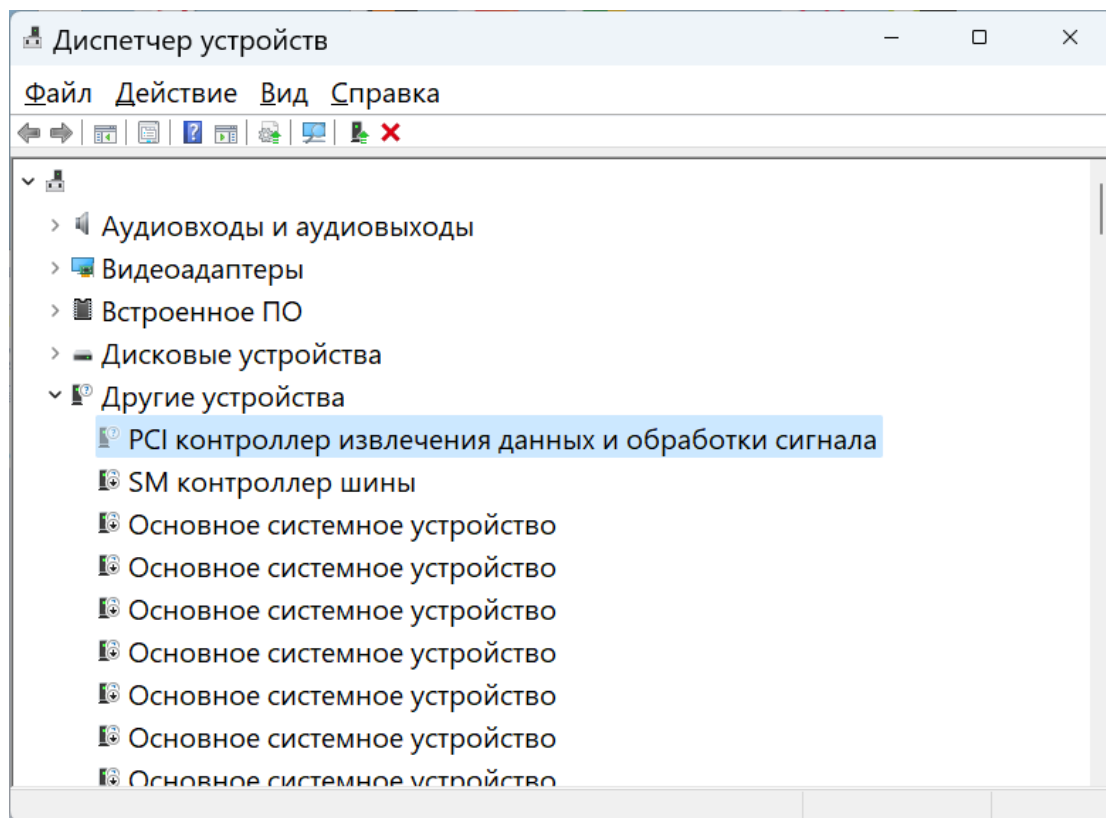 Диспетчер устройств
Файл Действие Вид Справка
Аудиовходы и аудиовыходы
Видеоадаптеры
Встроенное ПО
Дисковые устройства
Другие устройства
PCI контроллер извлечения данных и обработки сигнала
SM контроллер шины
Основное системное устройство
Основное системное устройство
Основное системное устройство
Основное системное устройство
Основное системное устройство
Основное системное устройство
Основное системное устройство